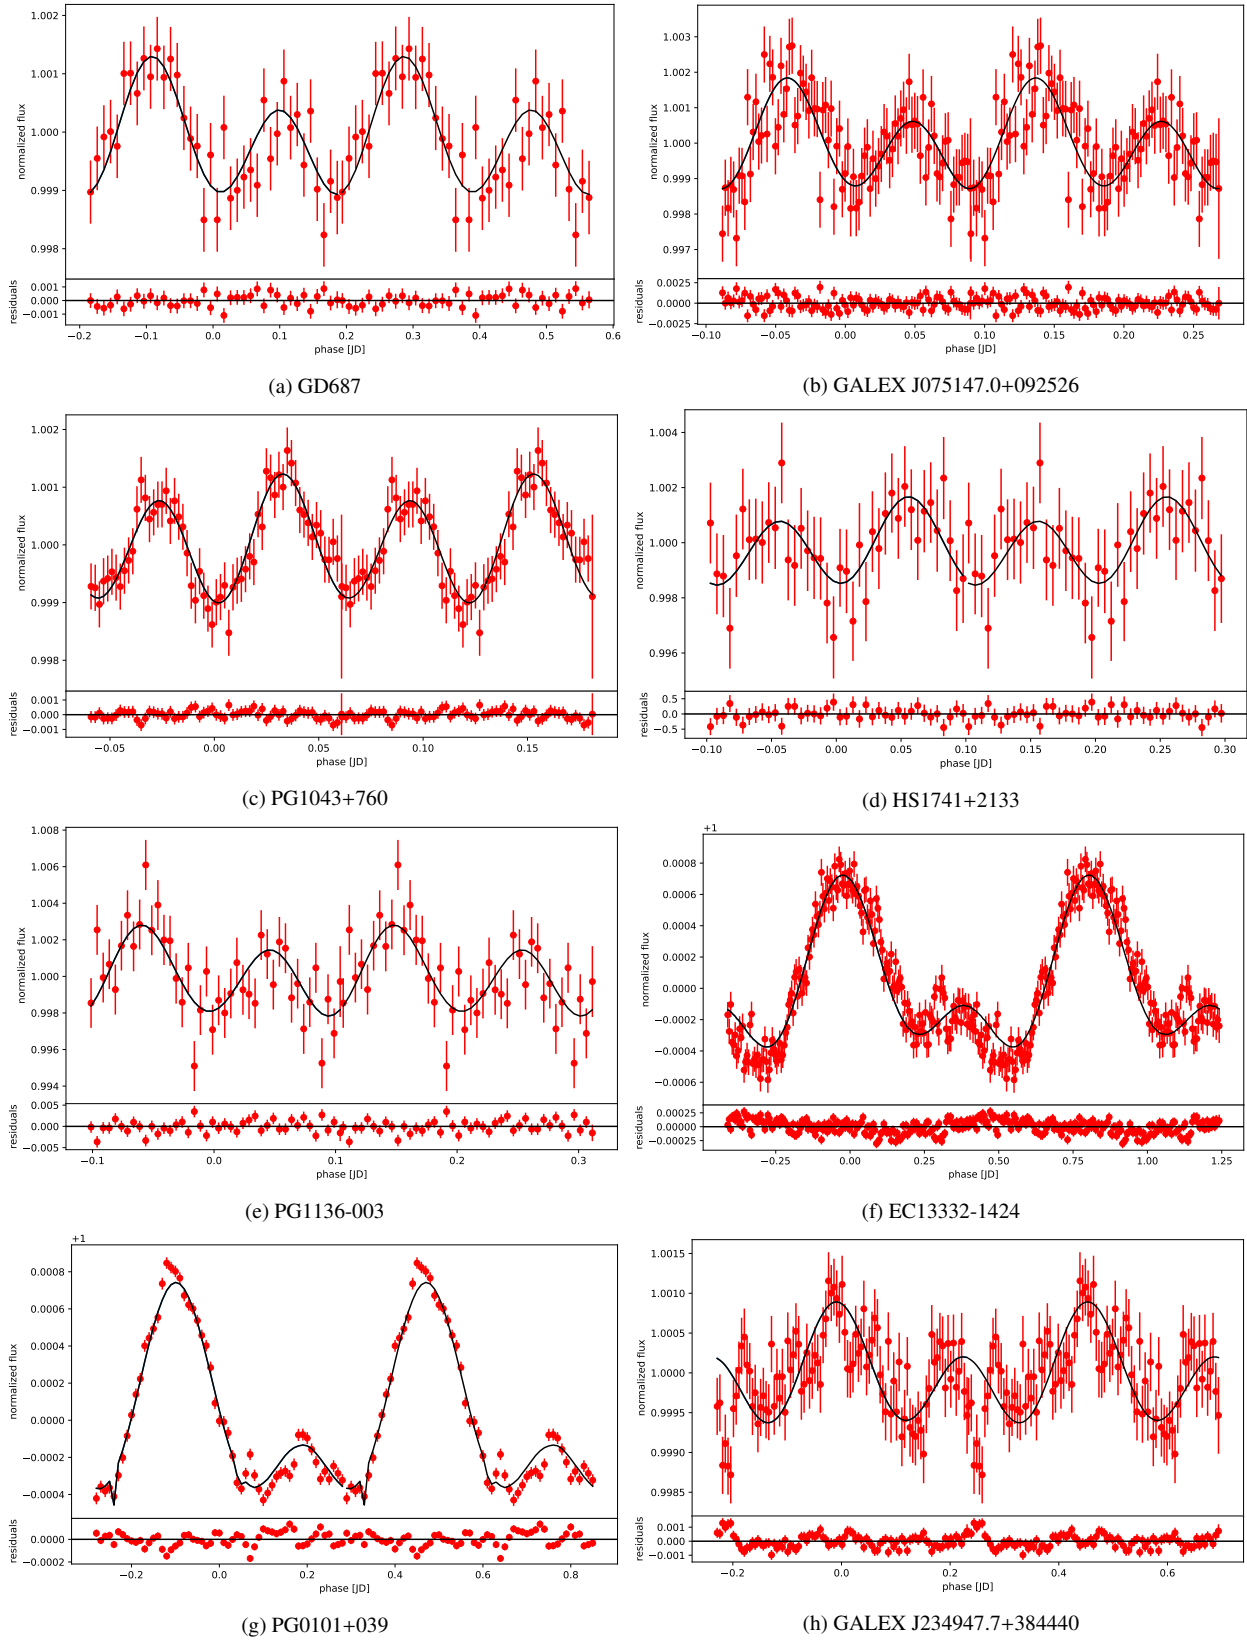 1.002
1.001
1.000
0.999
0.998
normalized flux
0.001
0.000
−0.001
residuals
−0.2 −0.1 0.0 0.1 0.2 0.3 0.4 0.5 0.6
phase [JD]
(a) GD687
1.003
1.002
1.001
1.000
0.999
0.998
0.997
normalized flux
0.0025
0.0000
−0.0025
residuals
−0.10 −0.05 0.00 0.05 0.10 0.15 0.20 0.25
phase [JD]
(b) GALEX J075147.0+092526
1.002
1.001
1.000
0.999
0.998
normalized flux
0.001
0.000
−0.001
residuals
−0.05 0.00 0.05 0.10 0.15
phase [JD]
(c) PG1043+760
1.004
1.002
1.000
0.998
0.996
normalized flux
0.5
0.0
−0.5
residuals
−0.10 −0.05 0.00 0.05 0.10 0.15 0.20 0.25 0.30
phase [JD]
(d) HS1741+2133
1.008
1.006
1.004
1.002
1.000
0.998
0.996
0.994
normalized flux
0.005
0.000
−0.005
residuals
−0.1 0.0 0.1 0.2 0.3
phase [JD]
(e) PG1136-003
+1
0.0008
0.0006
0.0004
0.0002
0.0000
−0.0002
−0.0004
−0.0006
normalized flux
0.00025
0.00000
−0.00025
residuals
−0.25 0.00 0.25 0.50 0.75 1.00 1.25
phase [JD]
(f) EC13332-1424
+1
0.0008
0.0006
0.0004
0.0002
0.0000
−0.0002
−0.0004
normalized flux
0.0000
−0.0002
residuals
−0.2 0.0 0.2 0.4 0.6 0.8
phase [JD]
(g) PG0101+039
1.0015
1.0010
1.0005
1.0000
0.9995
0.9990
0.9985
normalized flux
0.001
0.000
−0.001
residuals
−0.2 0.0 0.2 0.4 0.6
phase [JD]
(h) GALEX J234947.7+384440